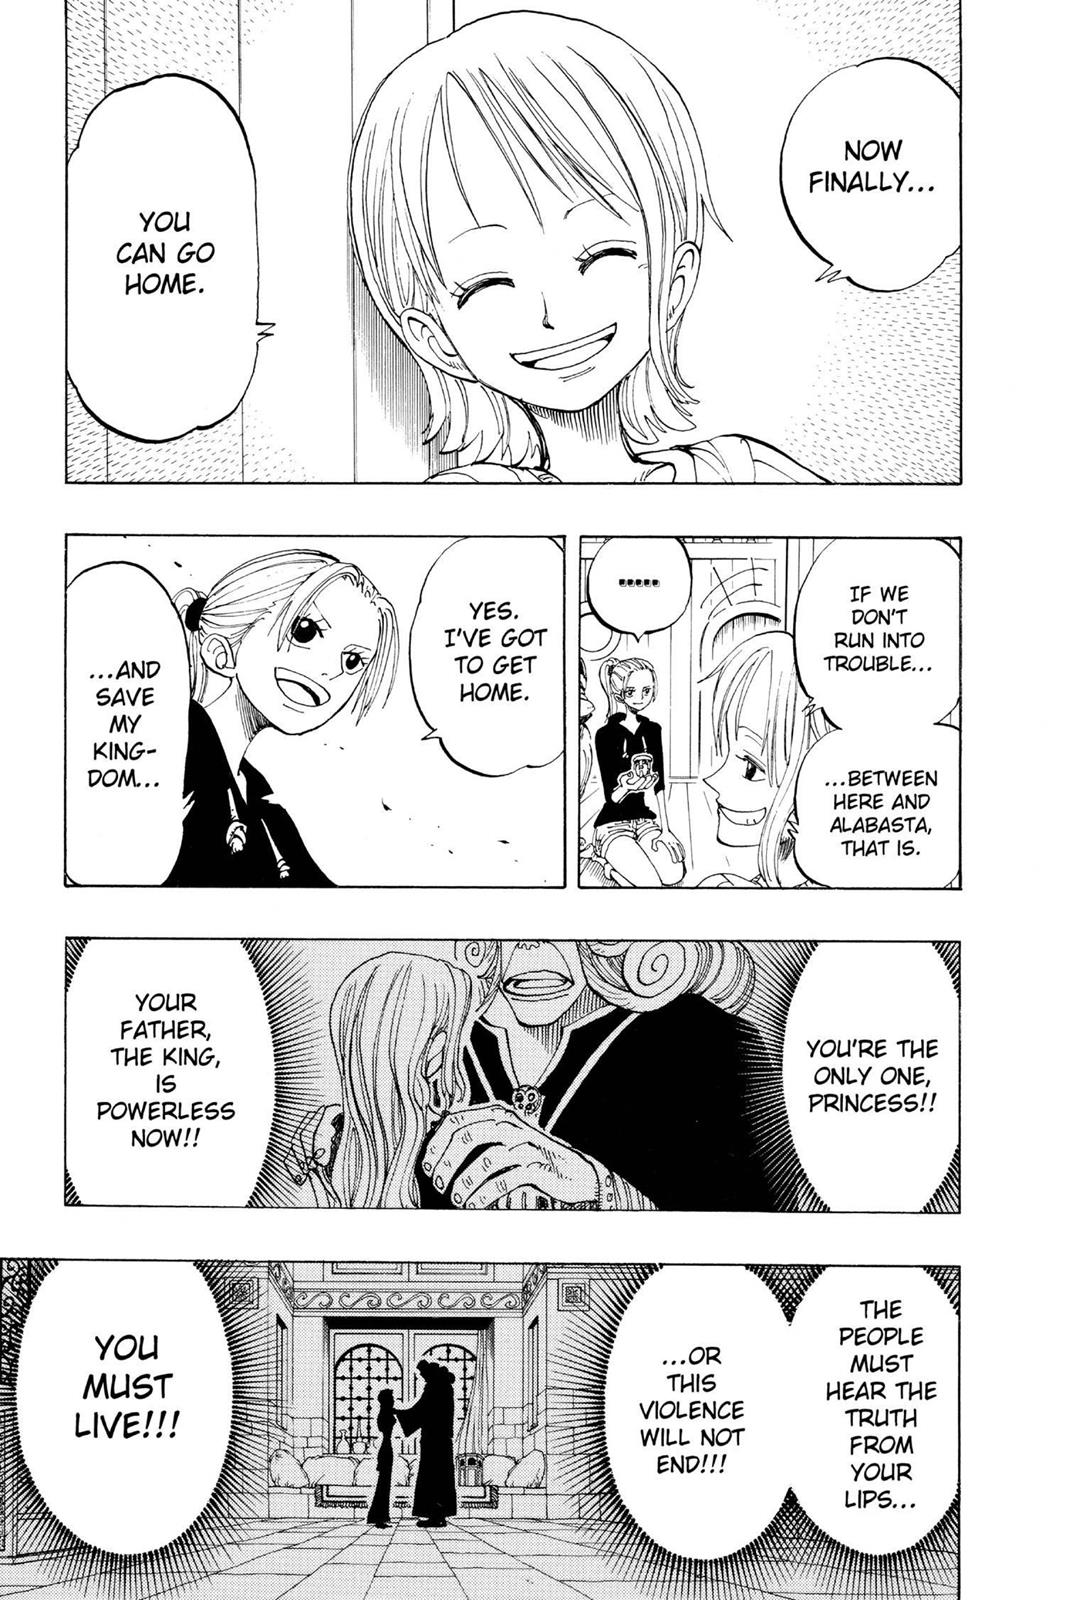 NOW
FINALLY...
YOU
CAN GO
HOME.
IF WE
DON'T
RUN INTO
TROUBLE...
...BETWEEN
HERE AND
ALABASTA,
THAT IS.
......
YES.
I'VE GOT
TO GET
HOME.
...AND
SAVE
MY
KING-
DOM...
YOU'RE THE
ONLY ONE,
PRINCESS!!
YOUR
FATHER,
THE KING,
IS
POWERLESS
NOW!!
THE
PEOPLE
MUST
HEAR THE
TRUTH
FROM
YOUR
LIPS...
...OR
THIS
VIOLENCE
WILL NOT
END!!!
YOU
MUST
LIVE!!!